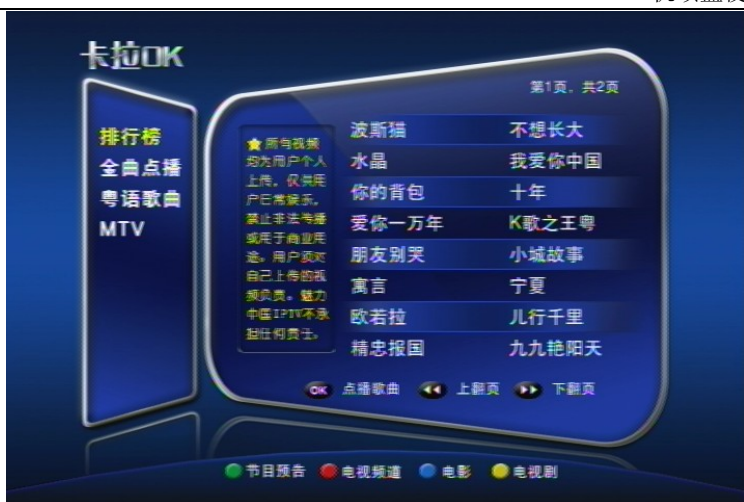 卡拉OK
第1页，共2页
排行榜
全曲点播
粤语歌曲
MTV
★所有视频
均为用户个人
上传，仅供用
户日常娱乐，
禁止非法传播
或用于商业用
途。用户须对
自己上传的视
频负责。魅力
中国IPTV不承
担任何责任。
波斯猫 不想长大
水晶 我爱你中国
你的背包 十年
爱你一万年 K歌之王粤
朋友别哭 小城故事
寓言 宁夏
欧若拉 儿行千里
精忠报国 九九艳阳天
OK 点播歌曲 上翻页 下翻页
节目预告 电视频道 电影 电视剧